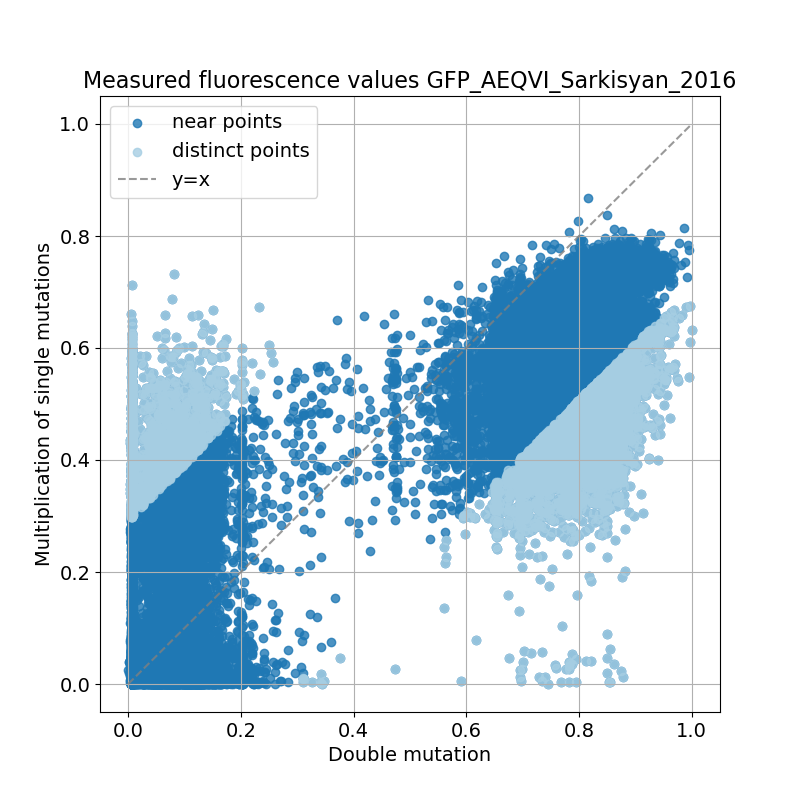 Measured fluorescence values GFP_AEQVI_Sarkisyan_2016
near points
distinct points
y=x
1.0
0.8
0.6
0.4
0.2
0.0
Multiplication of single mutations
0.0 0.2 0.4 0.6 0.8 1.0
Double mutation